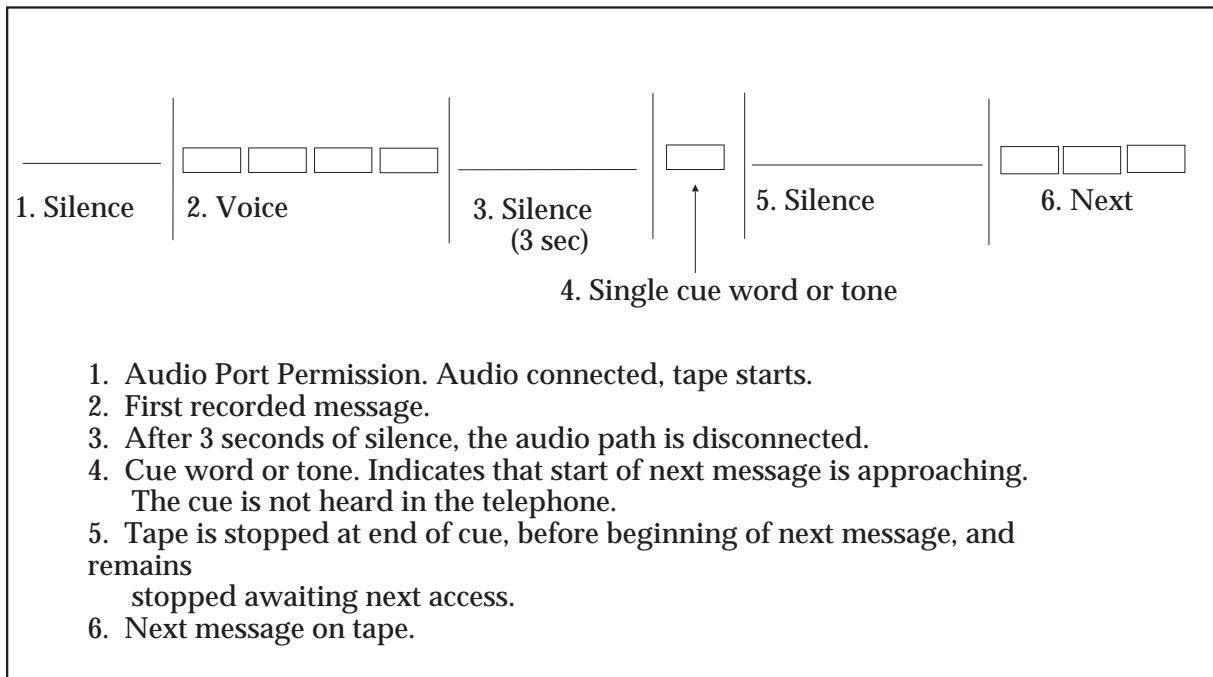 1. Silence
2. Voice
3. Silence
(3 sec)
5. Silence
6. Next
4. Single cue word or tone
1. Audio Port Permission. Audio connected, tape starts.
2. First recorded message.
3. After 3 seconds of silence, the audio path is disconnected.
4. Cue word or tone. Indicates that start of next message is approaching.
The cue is not heard in the telephone.
5. Tape is stopped at end of cue, before beginning of next message, and
remains
stopped awaiting next access.
6. Next message on tape.